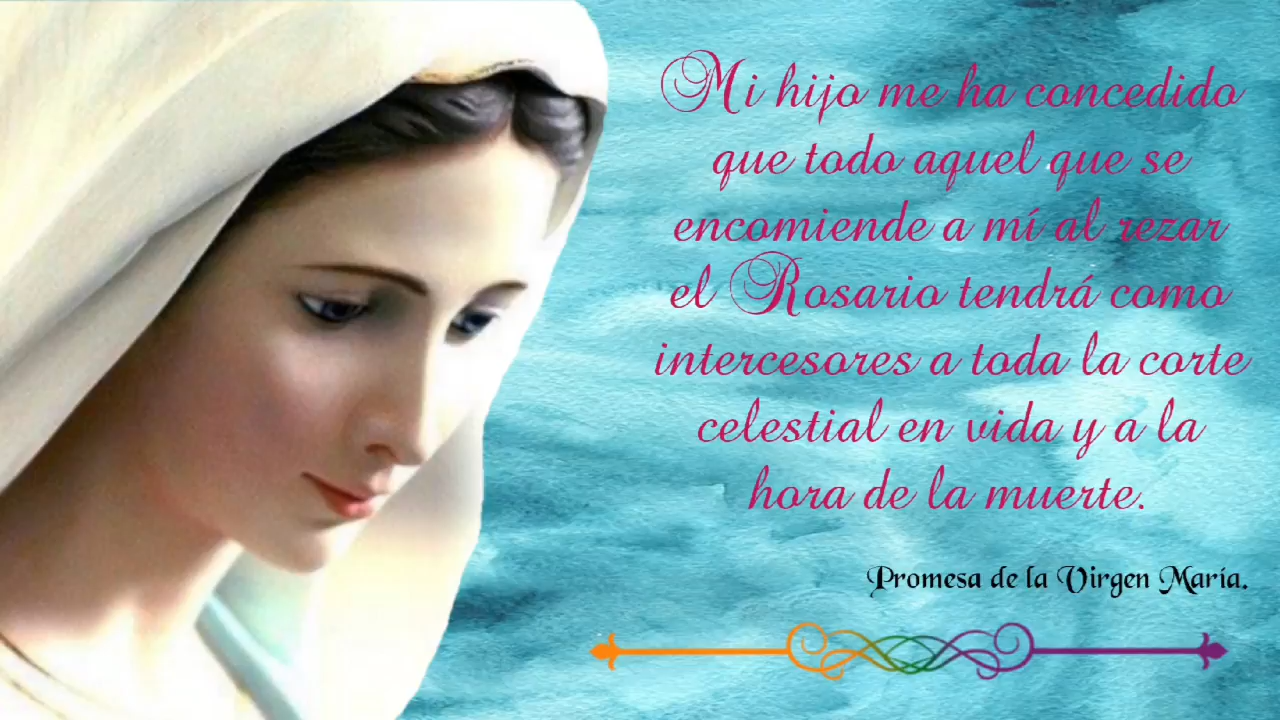 Mi hijo me ha concedido
que todo aquel que se
encomiende a mí al rezar
el Rosario tendrá como
intercesores a toda la corte
celestial en vida y a la
hora de la muerte.
Promesa de la Virgen María.